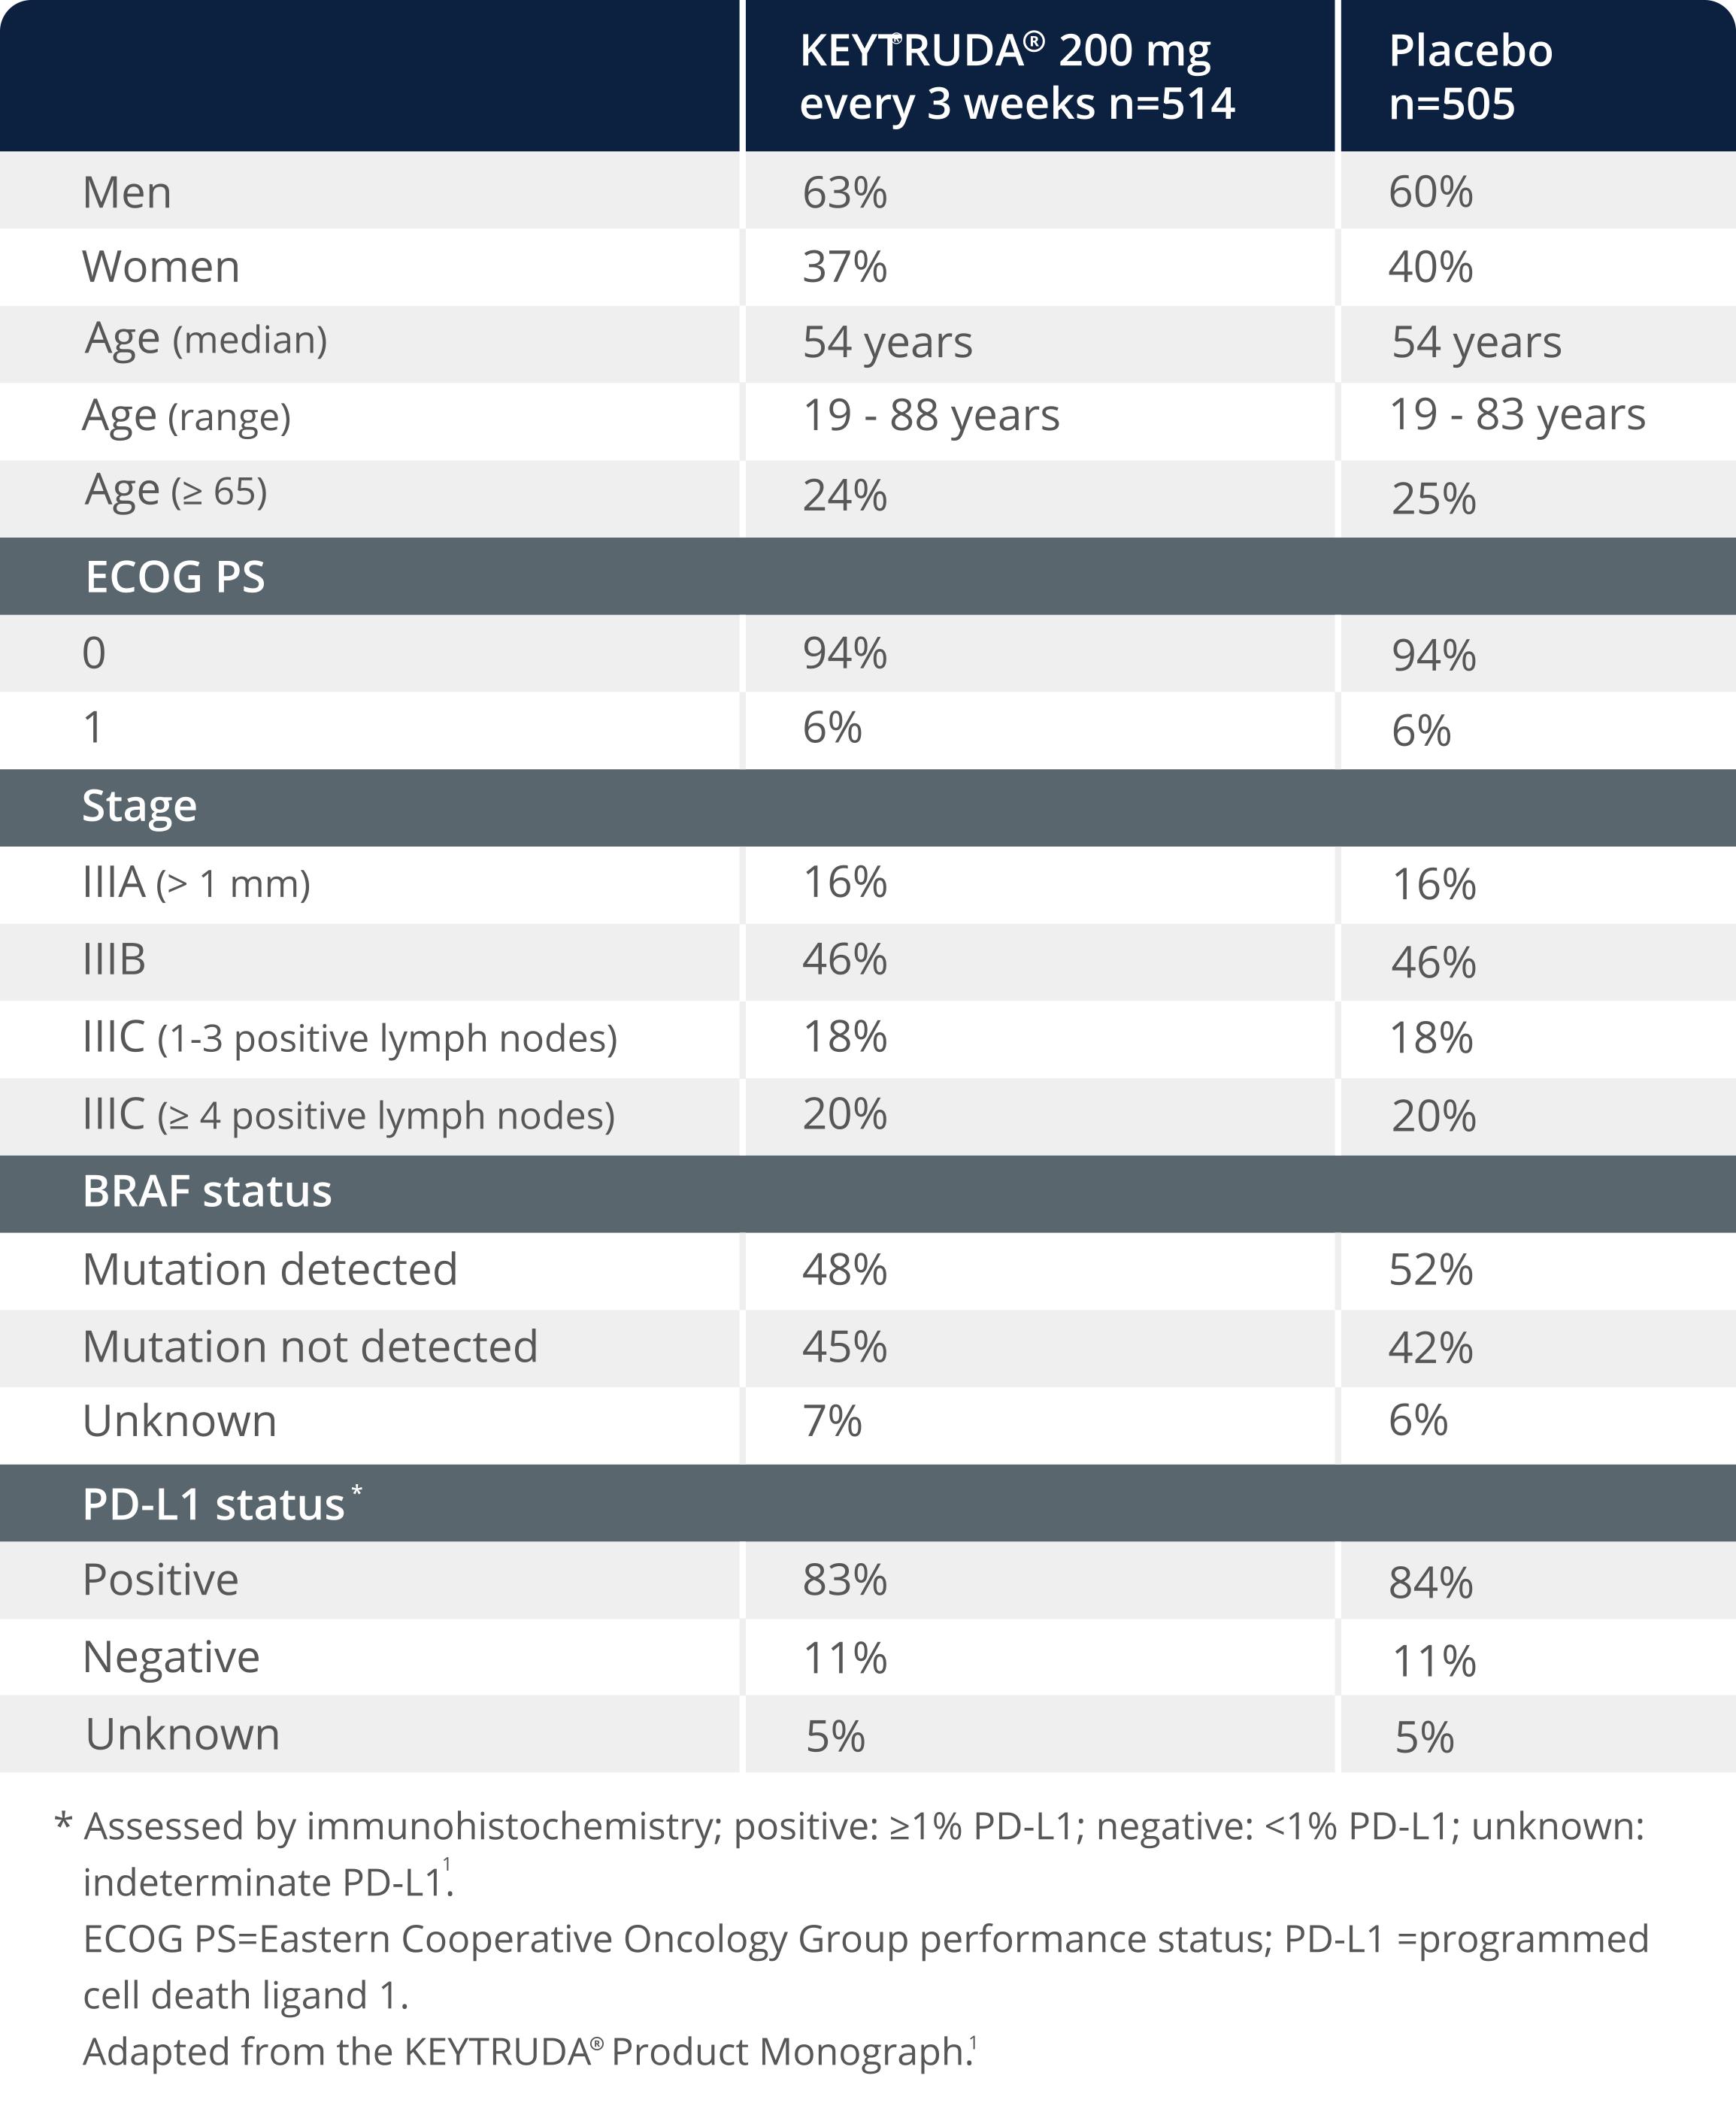 KEYTRUDA® 200 mg Placebo
every 3 weeks n=514 n=505
Men 63% 60%
Women 37% 40%
Age (median) 54 years 54 years
Age (range) 19 - 88 years 19 - 83 years
Age (≥ 65) 24% 25%
ECOG PS
0 94% 94%
1 6% 6%
Stage
IIIA (> 1 mm) 16% 16%
IIIB 46% 46%
IIIC (1-3 positive lymph nodes) 18% 18%
IIIC (≥ 4 positive lymph nodes) 20% 20%
BRAF status
Mutation detected 48% 52%
Mutation not detected 45% 42%
Unknown 7% 6%
PD-L1 status*
Positive 83% 84%
Negative 11% 11%
Unknown 5% 5%
* Assessed by immunohistochemistry; positive: ≥1% PD-L1; negative: <1% PD-L1; unknown:
indeterminate PD-L1.¹
ECOG PS=Eastern Cooperative Oncology Group performance status; PD-L1 =programmed
cell death ligand 1.
Adapted from the KEYTRUDA® Product Monograph.¹